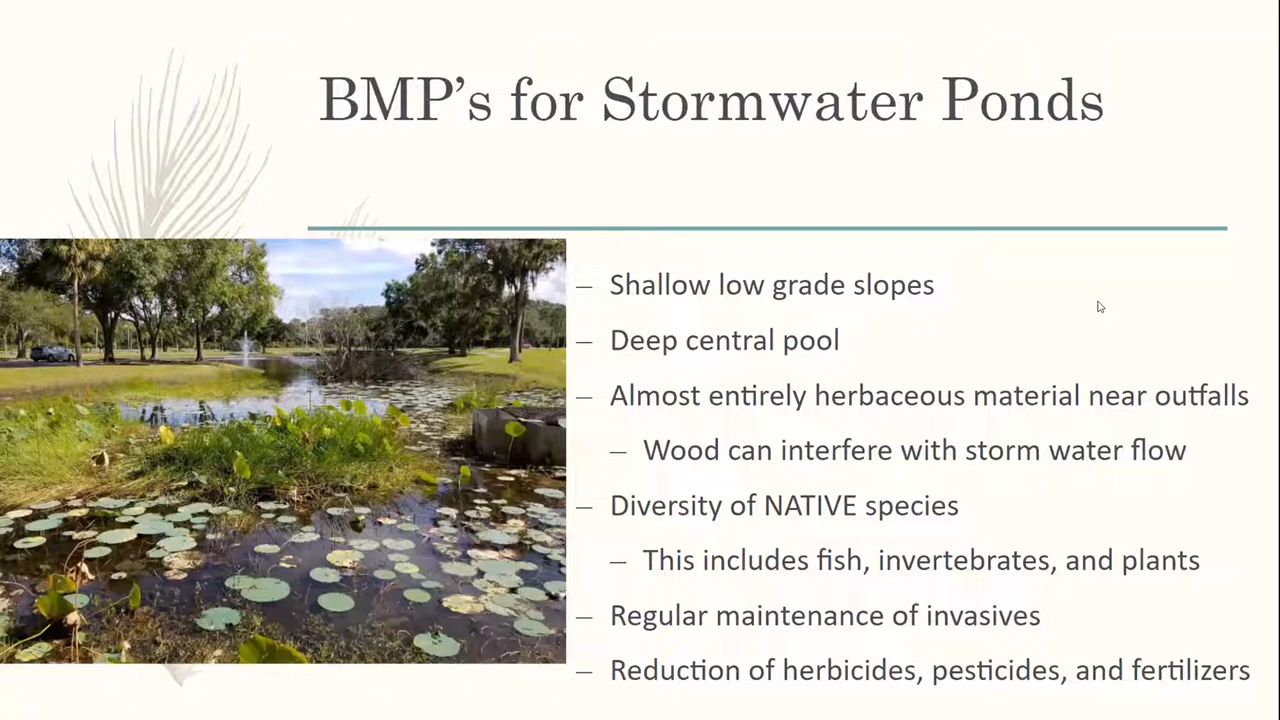 BMP’s for Stormwater Ponds
– Shallow low grade slopes
– Deep central pool
– Almost entirely herbaceous material near outfalls
– Wood can interfere with storm water flow
– Diversity of NATIVE species
– This includes fish, invertebrates, and plants
– Regular maintenance of invasives
– Reduction of herbicides, pesticides, and fertilizers